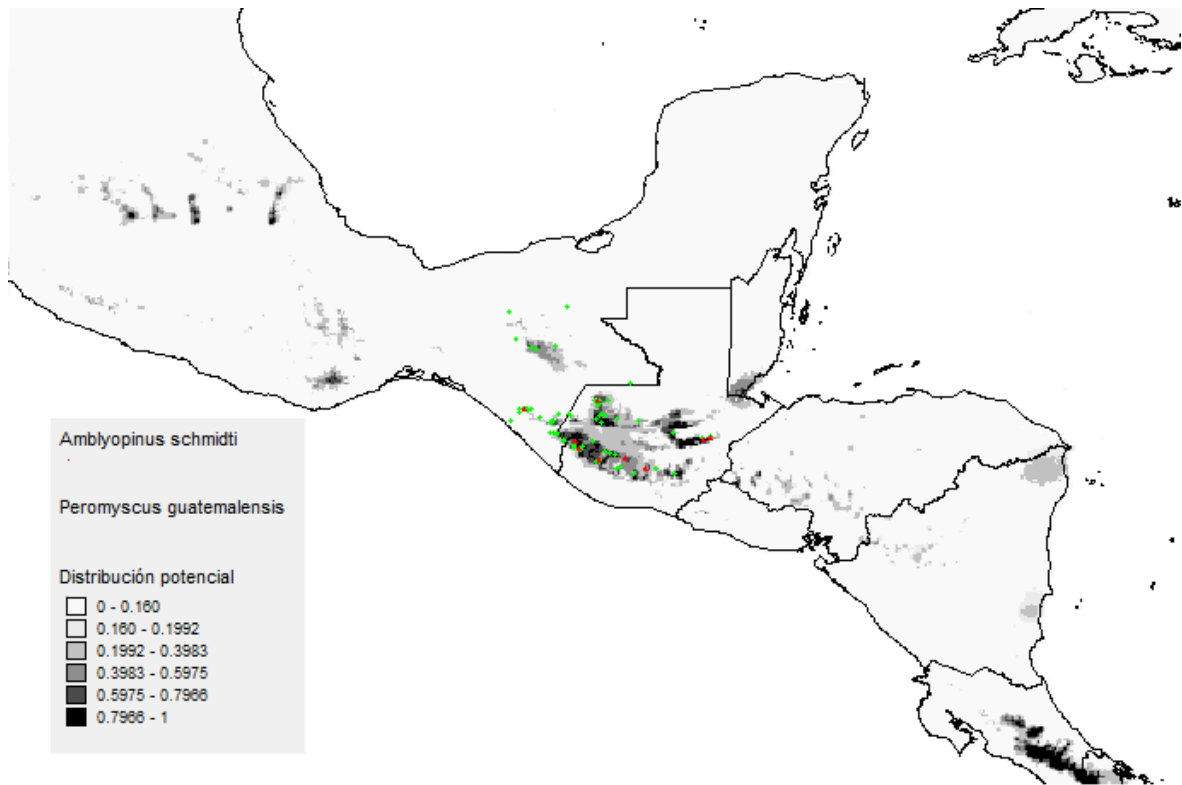 Amblyopinus schmidti
Peromyscus guatemalensis
Distribución potencial
0 - 0.160
0.160 - 0.1992
0.1992 - 0.3983
0.3983 - 0.5975
0.5975 - 0.7966
0.7966 - 1